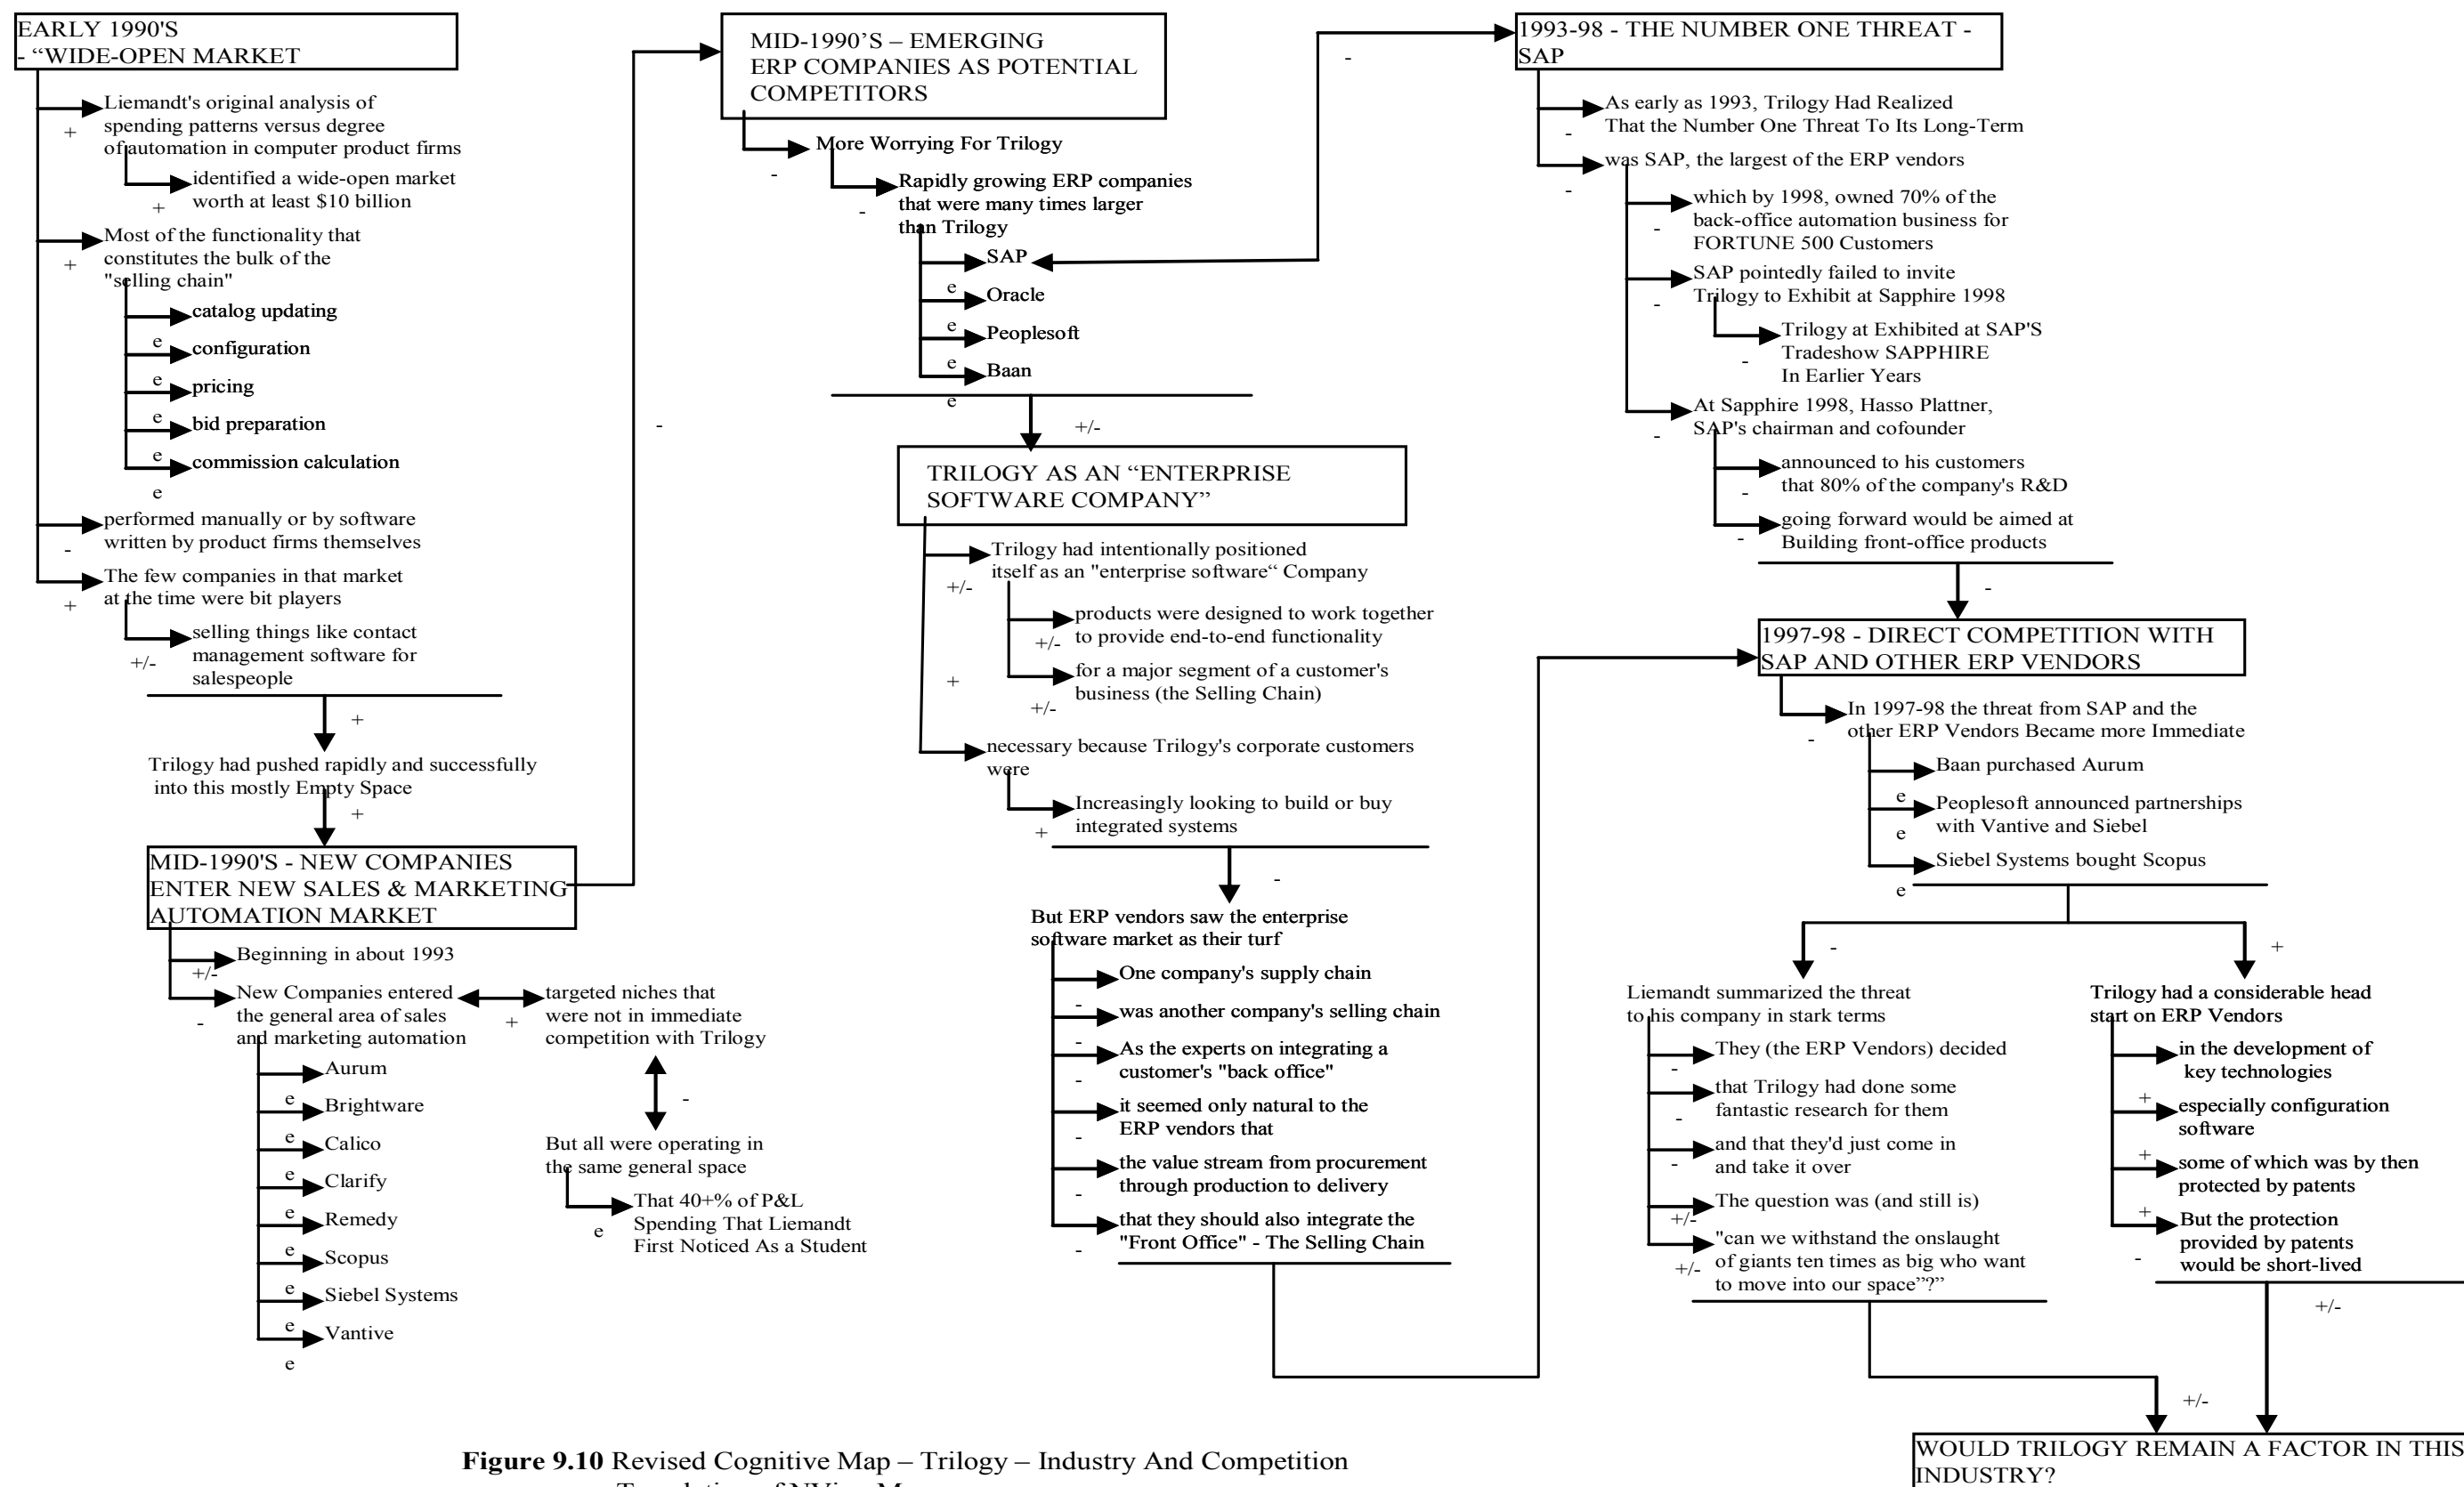 EARLY 1990'S
- “WIDE-OPEN MARKET
+
Liemandt's original analysis of
spending patterns versus degree
of automation in computer product firms
+
identified a wide-open market
worth at least $10 billion
+
Most of the functionality that
constitutes the bulk of the
"selling chain"
e
catalog updating
e
configuration
e
pricing
e
bid preparation
e
commission calculation
-
performed manually or by software
written by product firms themselves
+
The few companies in that market
at the time were bit players
+/-
selling things like contact
management software for
salespeople
+
Trilogy had pushed rapidly and successfully
into this mostly Empty Space
+
MID-1990'S - NEW COMPANIES
ENTER NEW SALES & MARKETING
AUTOMATION MARKET
+/-
Beginning in about 1993
-
New Companies entered
the general area of sales
and marketing automation
e
Aurum
e
Brightware
e
Calico
e
Clarify
e
Remedy
e
Scopus
e
Siebel Systems
e
Vantive
+
targeted niches that
were not in immediate
competition with Trilogy
-
But all were operating in
the same general space
e
That 40+% of P&L
Spending That Liemandt
First Noticed As a Student
-
MID-1990’S – EMERGING
ERP COMPANIES AS POTENTIAL
COMPETITORS
-
More Worrying For Trilogy
-
Rapidly growing ERP companies
that were many times larger
than Trilogy
e
SAP
e
Oracle
e
Peoplesoft
e
Baan
+/-
TRILOGY AS AN “ENTERPRISE
SOFTWARE COMPANY”
+/-
Trilogy had intentionally positioned
itself as an "enterprise software“ Company
+/-
products were designed to work together
to provide end-to-end functionality
+/-
for a major segment of a customer's
business (the Selling Chain)
+
necessary because Trilogy's corporate customers
were
+
Increasingly looking to build or buy
integrated systems
-
But ERP vendors saw the enterprise
software market as their turf
-
One company's supply chain
-
was another company's selling chain
-
As the experts on integrating a
customer's "back office"
-
it seemed only natural to the
ERP vendors that
-
the value stream from procurement
through production to delivery
-
that they should also integrate the
"Front Office" - The Selling Chain
-
1993-98 - THE NUMBER ONE THREAT -
SAP
-
As early as 1993, Trilogy Had Realized
That the Number One Threat To Its Long-Term
-
was SAP, the largest of the ERP vendors
-
which by 1998, owned 70% of the
back-office automation business for
FORTUNE 500 Customers
-
SAP pointedly failed to invite
Trilogy to Exhibit at Sapphire 1998
-
Trilogy at Exhibited at SAP'S
Tradeshow SAPPHIRE
In Earlier Years
-
At Sapphire 1998, Hasso Plattner,
SAP's chairman and cofounder
-
announced to his customers
that 80% of the company's R&D
-
going forward would be aimed at
Building front-office products
-
1997-98 - DIRECT COMPETITION WITH
SAP AND OTHER ERP VENDORS
-
In 1997-98 the threat from SAP and the
other ERP Vendors Became more Immediate
e
Baan purchased Aurum
e
Peoplesoft announced partnerships
with Vantive and Siebel
e
Siebel Systems bought Scopus
-
Liemandt summarized the threat
to his company in stark terms
-
They (the ERP Vendors) decided
-
that Trilogy had done some
fantastic research for them
-
and that they'd just come in
and take it over
+/-
The question was (and still is)
+/-
"can we withstand the onslaught
of giants ten times as big who want
to move into our space”?”
+/-
+
Trilogy had a considerable head
start on ERP Vendors
+
in the development of
key technologies
+
especially configuration
software
+
some of which was by then
protected by patents
-
But the protection
provided by patents
would be short-lived
+/-
WOULD TRILOGY REMAIN A FACTOR IN THIS
INDUSTRY?
Figure 9.10 Revised Cognitive Map – Trilogy – Industry And Competition